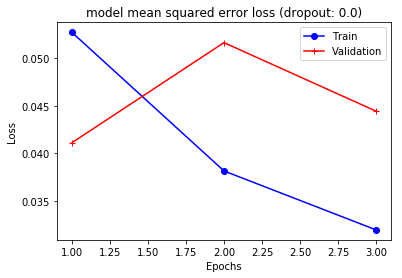 model mean squared error loss (dropout: 0.0)
Train
Validation
0.050
0.045
0.040
0.035
Loss
1.00
1.25
1.50
1.75
2.00
2.25
2.50
2.75
3.00
Epochs